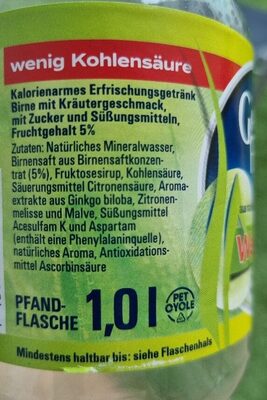 wenig Kohlensäure
Kalorienarmes Erfrischungsgetränk
Birne mit Kräutergeschmack,
mit Zucker und Süßungsmitteln,
Fruchtgehalt 5%
Zutaten: Natürliches Mineralwasser,
Birnensaft aus Birnensaftkonzen-
trat (5%), Fruktosesirup, Kohlensäure,
Säuerungsmittel Citronensäure, Aroma-
extrakte aus Ginkgo biloba, Zitronen-
melisse und Malve, Süßungsmittel
Acesulfam K und Aspartam
(enthält eine Phenylalaninquelle),
natürliches Aroma, Antioxidations-
mittel Ascorbinsäure
PFAND-
FLASCHE 1,0 l
PET
CYCLE
Mindestens haltbar bis: siehe Flaschenhals